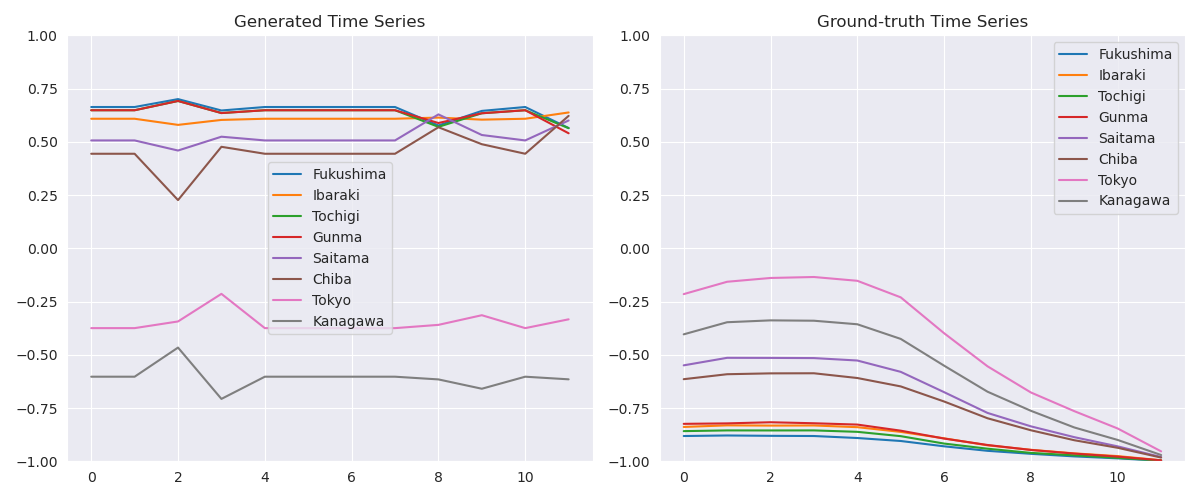 Generated Time Series
1.00
0.75
0.50
0.25
0.00
−0.25
−0.50
−0.75
−1.00
0 2 4 6 8 10
Fukushima
Ibaraki
Tochigi
Gunma
Saitama
Chiba
Tokyo
Kanagawa
Ground-truth Time Series
1.00
0.75
0.50
0.25
0.00
−0.25
−0.50
−0.75
−1.00
0 2 4 6 8 10
Fukushima
Ibaraki
Tochigi
Gunma
Saitama
Chiba
Tokyo
Kanagawa